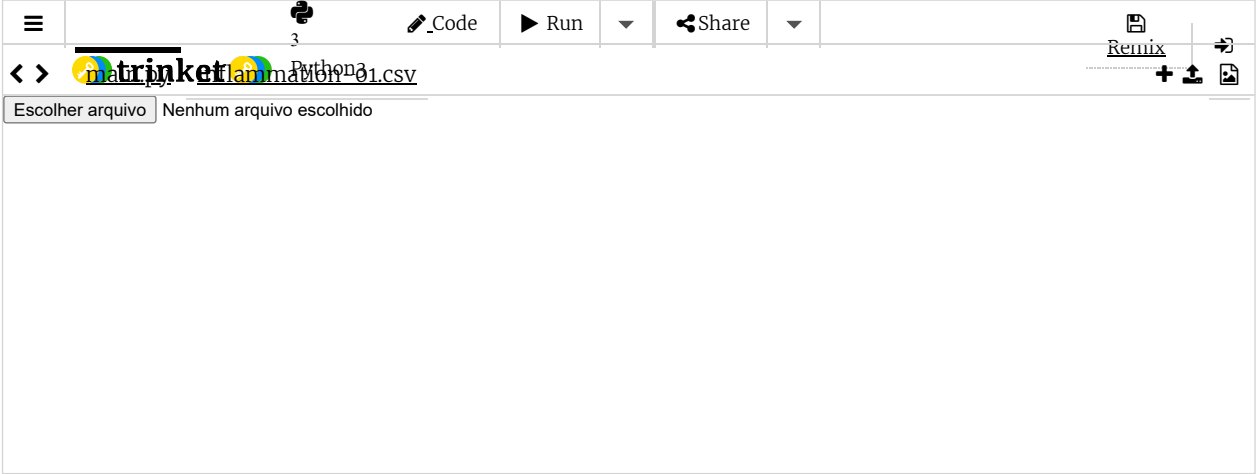 Code Run Share
3
Remix
main.py trinket inflammation-01.csv Python3
Escolher arquivo Nenhum arquivo escolhido